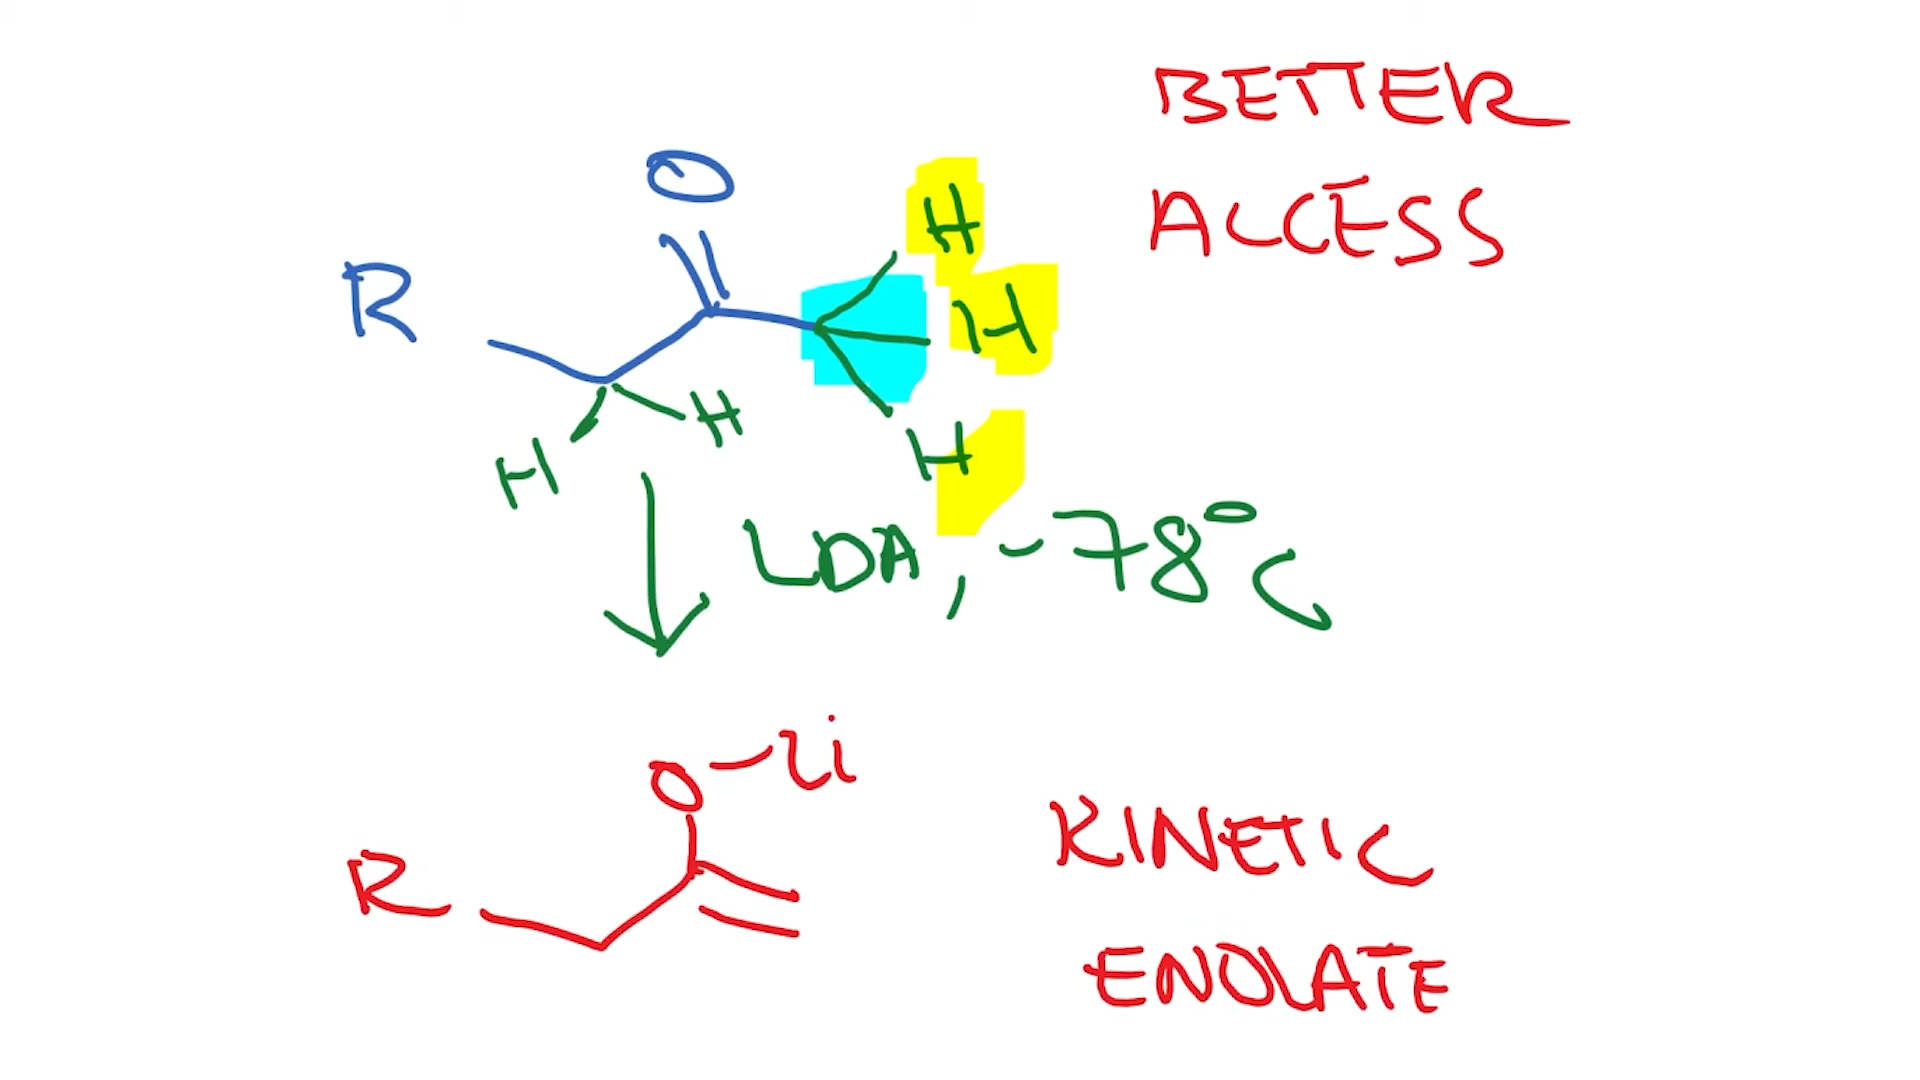 BETTER
ACCESS
O
H
R
H
H
H
H
LDA, -78°C
O-Li
R
KINETIC
ENOLATE